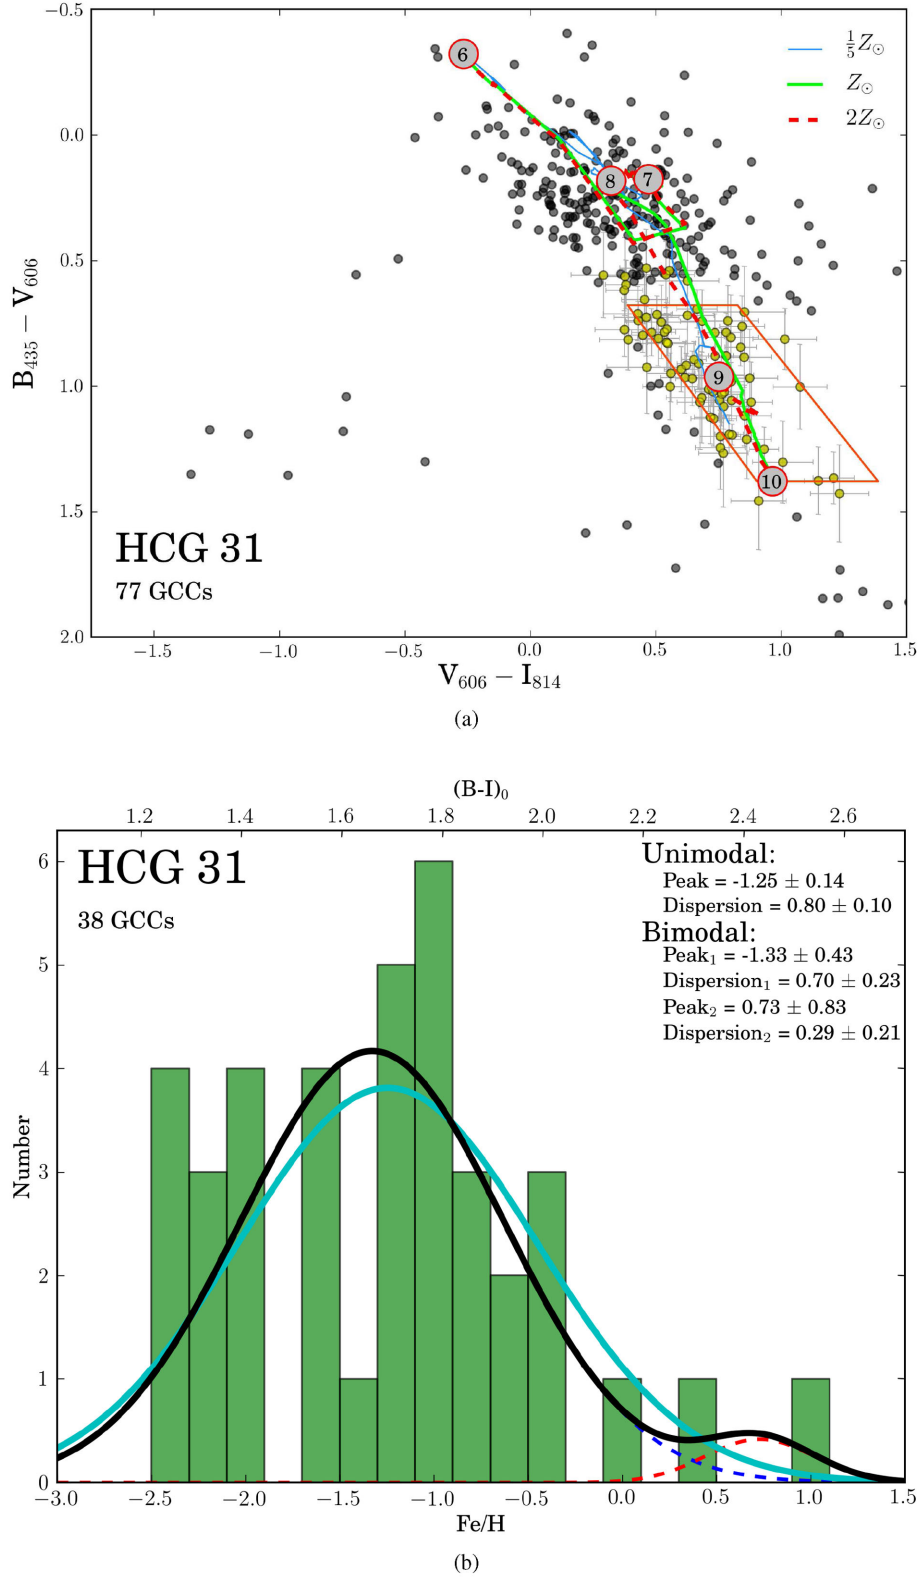 −0.5
0.0
0.5
1.0
1.5
2.0
B₄₃₅ − V₆₀₆
6
8
7
9
10
1/5 Z⊙
Z⊙
2Z⊙
HCG 31
77 GCCs
−1.5 −1.0 −0.5 0.0 0.5 1.0 1.5
V₆₀₆ − I₈₁₄
(a)
(B-I)₀
1.2 1.4 1.6 1.8 2.0 2.2 2.4 2.6
HCG 31
38 GCCs
Unimodal:
Peak = -1.25 ± 0.14
Dispersion = 0.80 ± 0.10
Bimodal:
Peak₁ = -1.33 ± 0.43
Dispersion₁ = 0.70 ± 0.23
Peak₂ = 0.73 ± 0.83
Dispersion₂ = 0.29 ± 0.21
6
5
4
3
2
1
0
Number
−3.0 −2.5 −2.0 −1.5 −1.0 −0.5 0.0 0.5 1.0 1.5
Fe/H
(b)